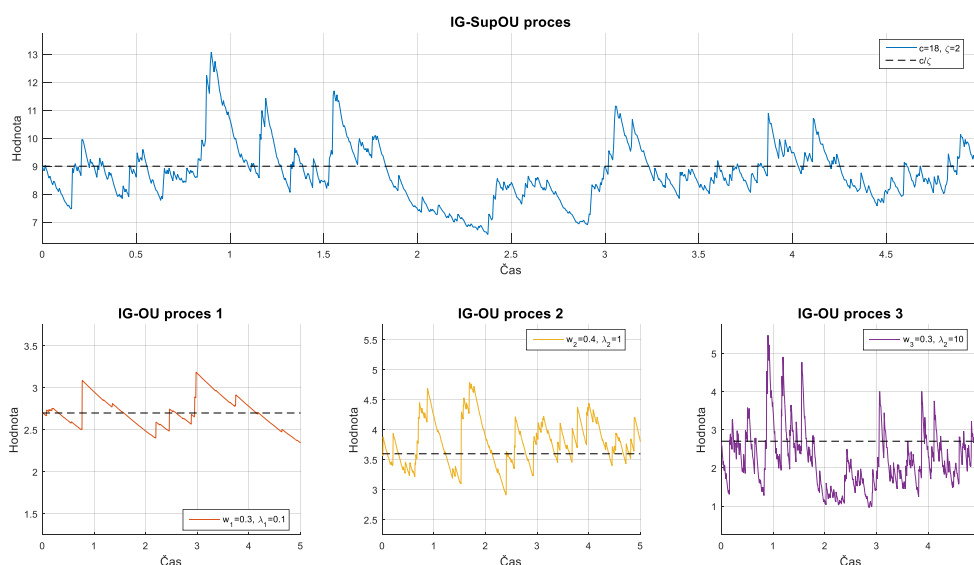 IG-SupOU proces
c=18, ζ=2
c/ζ
Hodnota
13
12
11
10
9
8
7
0 0.5 1 1.5 2 2.5 3 3.5 4 4.5
Čas
IG-OU proces 1
Hodnota
3.5
3
2.5
2
1.5
w₁=0.3, λ₁=0.1
0 1 2 3 4 5
Čas
IG-OU proces 2
w₂=0.4, λ₂=1
Hodnota
5.5
5
4.5
4
3.5
3
2.5
0 1 2 3 4 5
Čas
IG-OU proces 3
w₃=0.3, λ₂=10
Hodnota
5
4
3
2
1
0 1 2 3 4
Čas